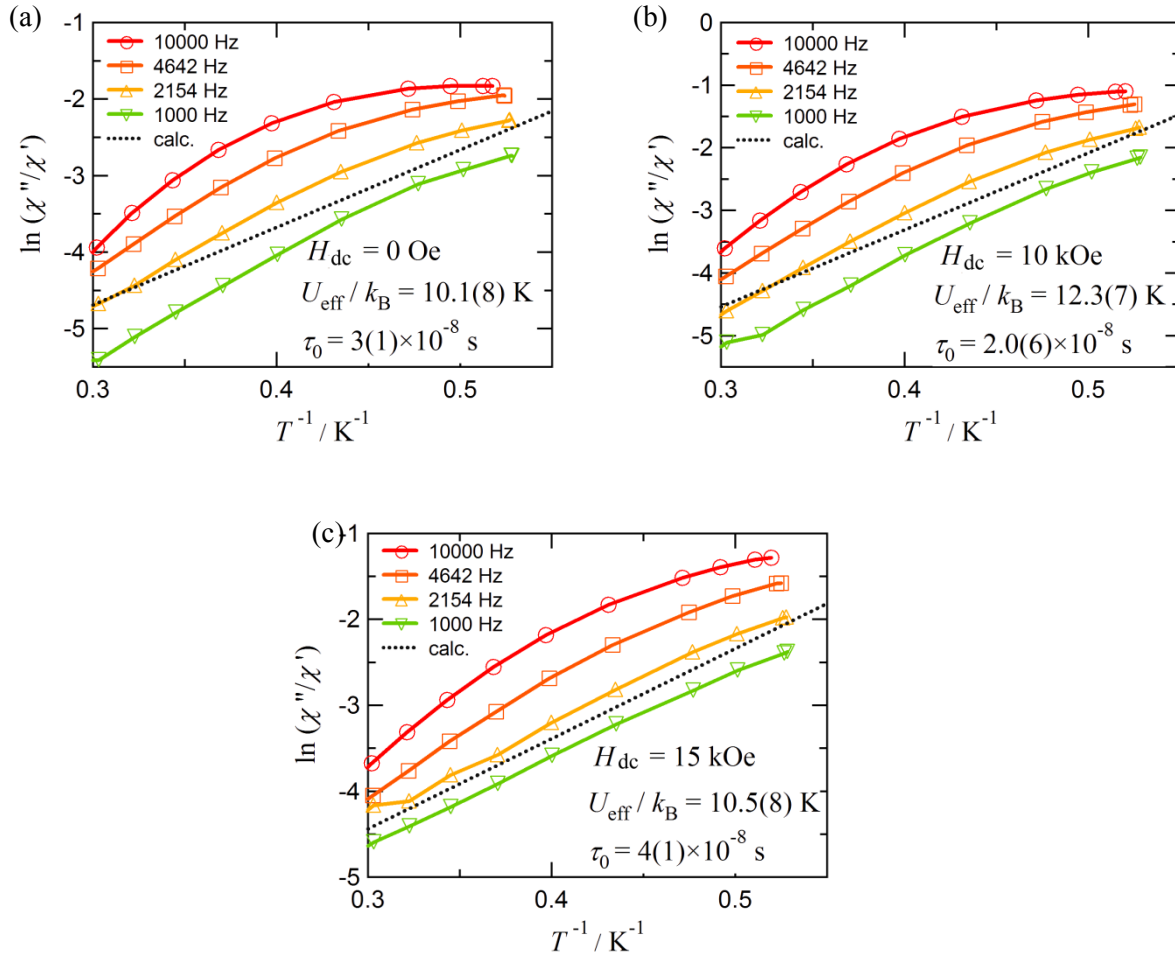 (a)
-1
-2
-3
-4
-5
ln (χ''/χ')
10000 Hz
4642 Hz
2154 Hz
1000 Hz
calc.
H_dc = 0 Oe
U_eff / k_B = 10.1(8) K
τ_0 = 3(1)×10^-8 s
0.3 0.4 0.5
T^-1 / K^-1
(b)
0
-1
-2
-3
-4
-5
ln (χ''/χ')
10000 Hz
4642 Hz
2154 Hz
1000 Hz
calc.
H_dc = 10 kOe
U_eff / k_B = 12.3(7) K
τ_0 = 2.0(6)×10^-8 s
0.3 0.4 0.5
T^-1 / K^-1
(c)
-1
-2
-3
-4
-5
ln (χ''/χ')
10000 Hz
4642 Hz
2154 Hz
1000 Hz
calc.
H_dc = 15 kOe
U_eff / k_B = 10.5(8) K
τ_0 = 4(1)×10^-8 s
0.3 0.4 0.5
T^-1 / K^-1